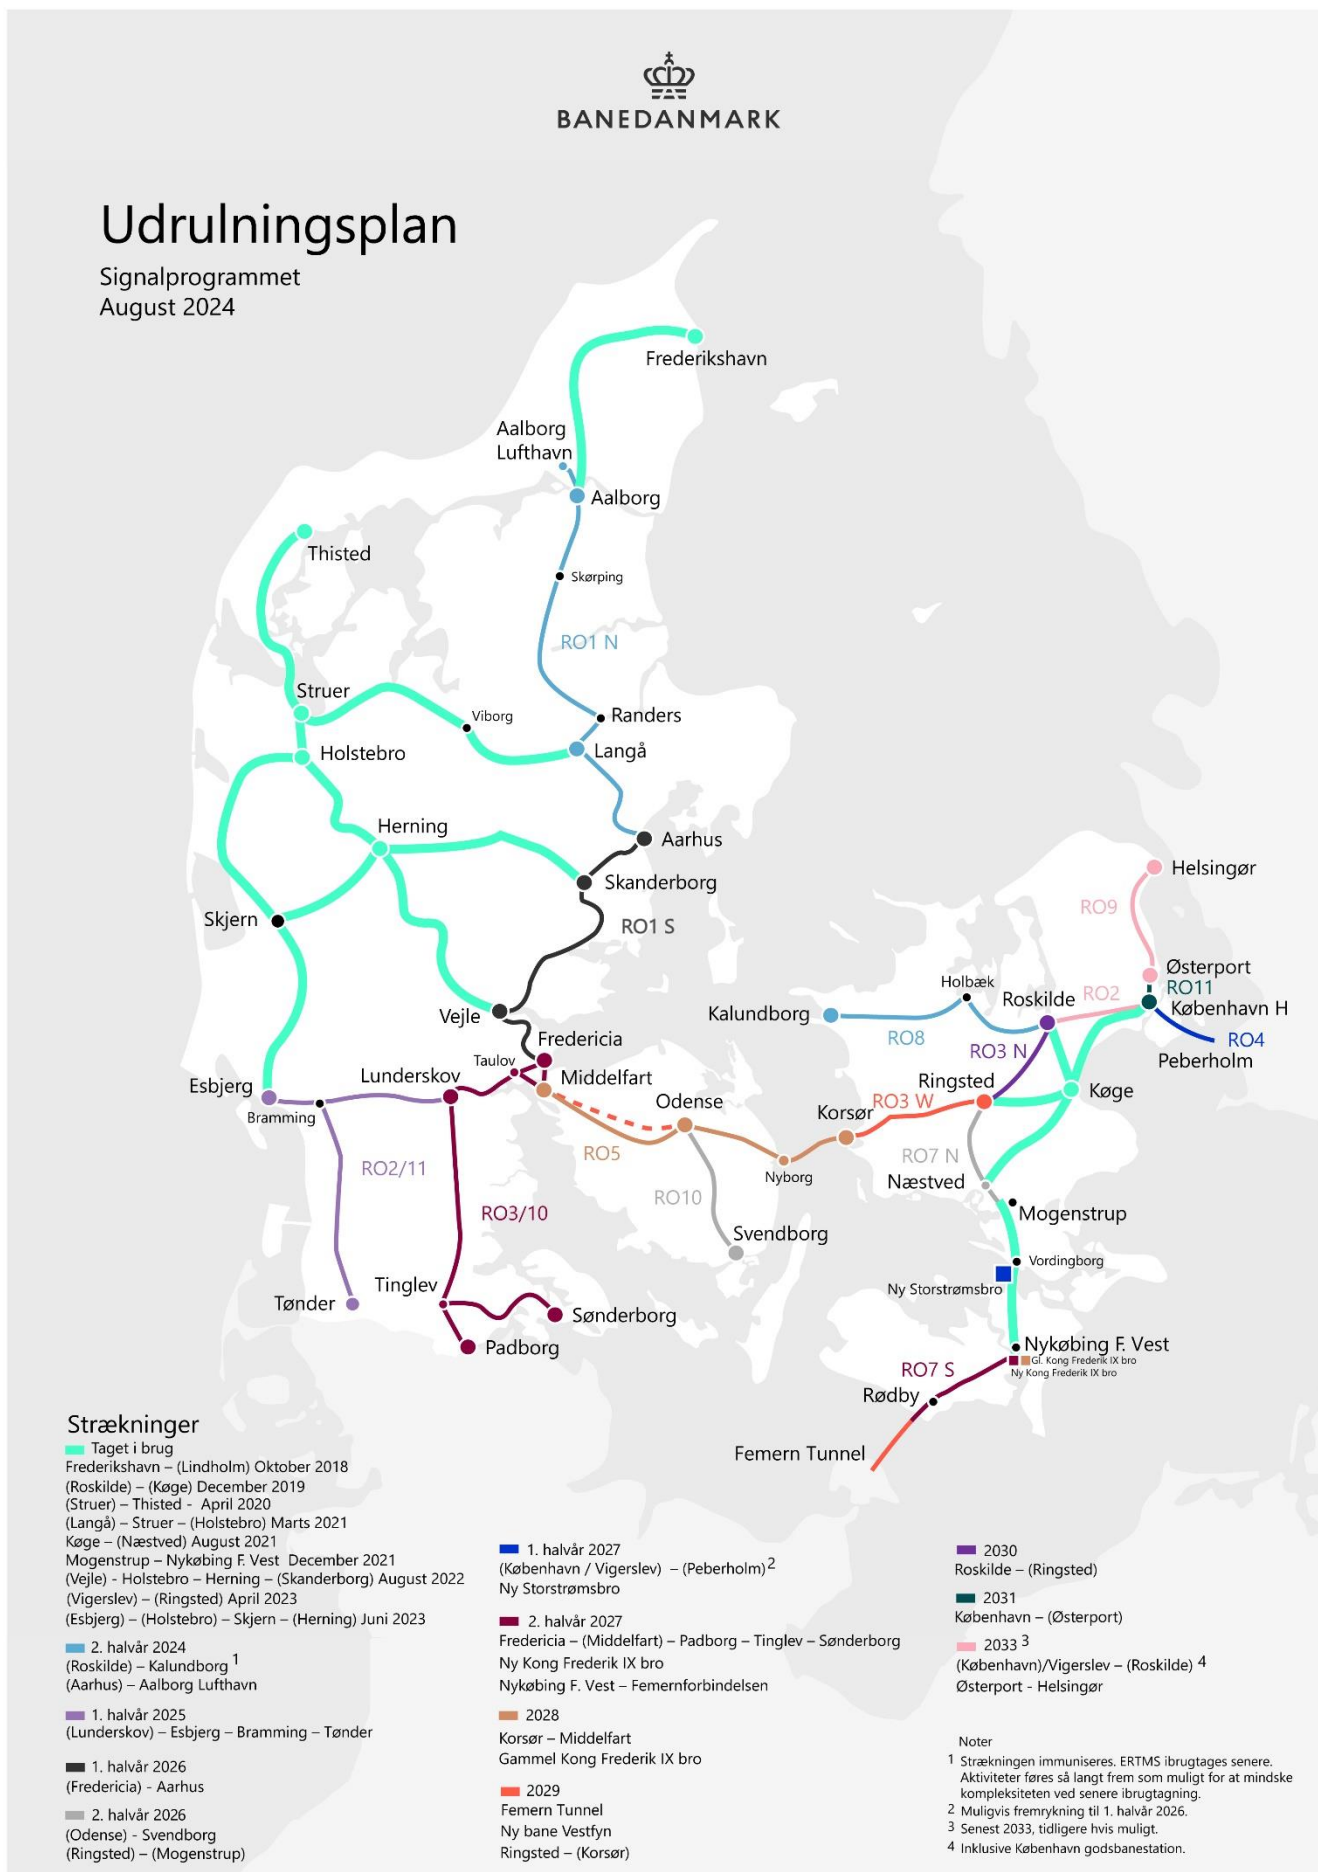 BANEDANMARK
Udrulningsplan
Signalprogrammet
August 2024
Frederikshavn
Aalborg
Lufthavn
Aalborg
Thisted
Skørping
RO1 N
Struer
Viborg
Randers
Holstebro
Langå
Herning
Aarhus
Skanderborg
Skjern
RO1 S
Helsingør
RO9
Østerport
RO11
Holbæk
Roskilde
RO2
København H
Kalundborg
RO8
RO3 N
RO4
Peberholm
Vejle
Fredericia
Taulov
Middelfart
Esbjerg
Bramming
Lunderskov
Odense
Korsør
RO3 W
Ringsted
Køge
RO5
Nyborg
RO7 N
Næstved
RO2/11
RO10
RO3/10
Mogenstrup
Svendborg
Vordingborg
Ny Storstrømsbro
Tinglev
Tønder
Sønderborg
Padborg
Nykøbing F. Vest
Gl. Kong Frederik IX bro
Ny Kong Frederik IX bro
RO7 S
Rødby
Femern Tunnel
Strækninger
Taget i brug
Frederikshavn – (Lindholm) Oktober 2018
(Roskilde) – (Køge) December 2019
(Struer) – Thisted - April 2020
(Langå) – Struer – (Holstebro) Marts 2021
Køge – (Næstved) August 2021
Mogenstrup – Nykøbing F. Vest December 2021
(Vejle) - Holstebro – Herning – (Skanderborg) August 2022
(Vigerslev) – (Ringsted) April 2023
(Esbjerg) – (Holstebro) – Skjern – (Herning) Juni 2023
2. halvår 2024
(Roskilde) – Kalundborg 1
(Aarhus) – Aalborg Lufthavn
1. halvår 2025
(Lunderskov) – Esbjerg – Bramming – Tønder
1. halvår 2026
(Fredericia) - Aarhus
2. halvår 2026
(Odense) - Svendborg
(Ringsted) – (Mogenstrup)
1. halvår 2027
(København / Vigerslev) – (Peberholm) 2
Ny Storstrømsbro
2. halvår 2027
Fredericia – (Middelfart) – Padborg – Tinglev – Sønderborg
Ny Kong Frederik IX bro
Nykøbing F. Vest – Femernforbindelsen
2028
Korsør – Middelfart
Gammel Kong Frederik IX bro
2029
Femern Tunnel
Ny bane Vestfyn
Ringsted – (Korsør)
2030
Roskilde – (Ringsted)
2031
København – (Østerport)
2033 3
(København)/Vigerslev – (Roskilde) 4
Østerport - Helsingør
Noter
1 Strækningen immuniseres. ERTMS ibrugtages senere.
Aktiviteter føres så langt frem som muligt for at mindske
kompleksiteten ved senere ibrugtagning.
2 Muligvis fremrykning til 1. halvår 2026.
3 Senest 2033, tidligere hvis muligt.
4 Inklusive København godsbanestation.